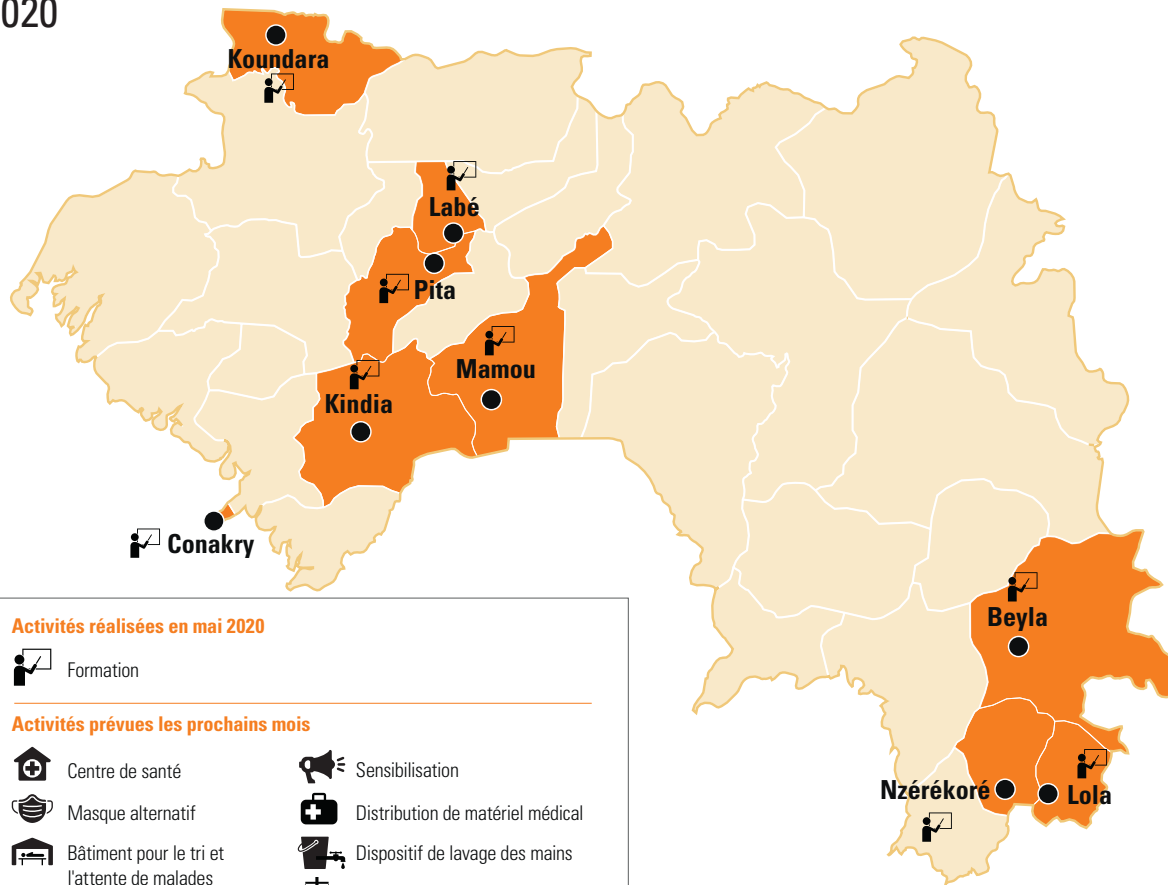 020
Koundara
Labé
Pita
Mamou
Kindia
Conakry
Beyla
Nzérékoré
Lola
Activités réalisées en mai 2020
Formation
Activités prévues les prochains mois
Centre de santé
Masque alternatif
Bâtiment pour le tri et
l'attente de malades
Sensibilisation
Distribution de matériel médical
Dispositif de lavage des mains